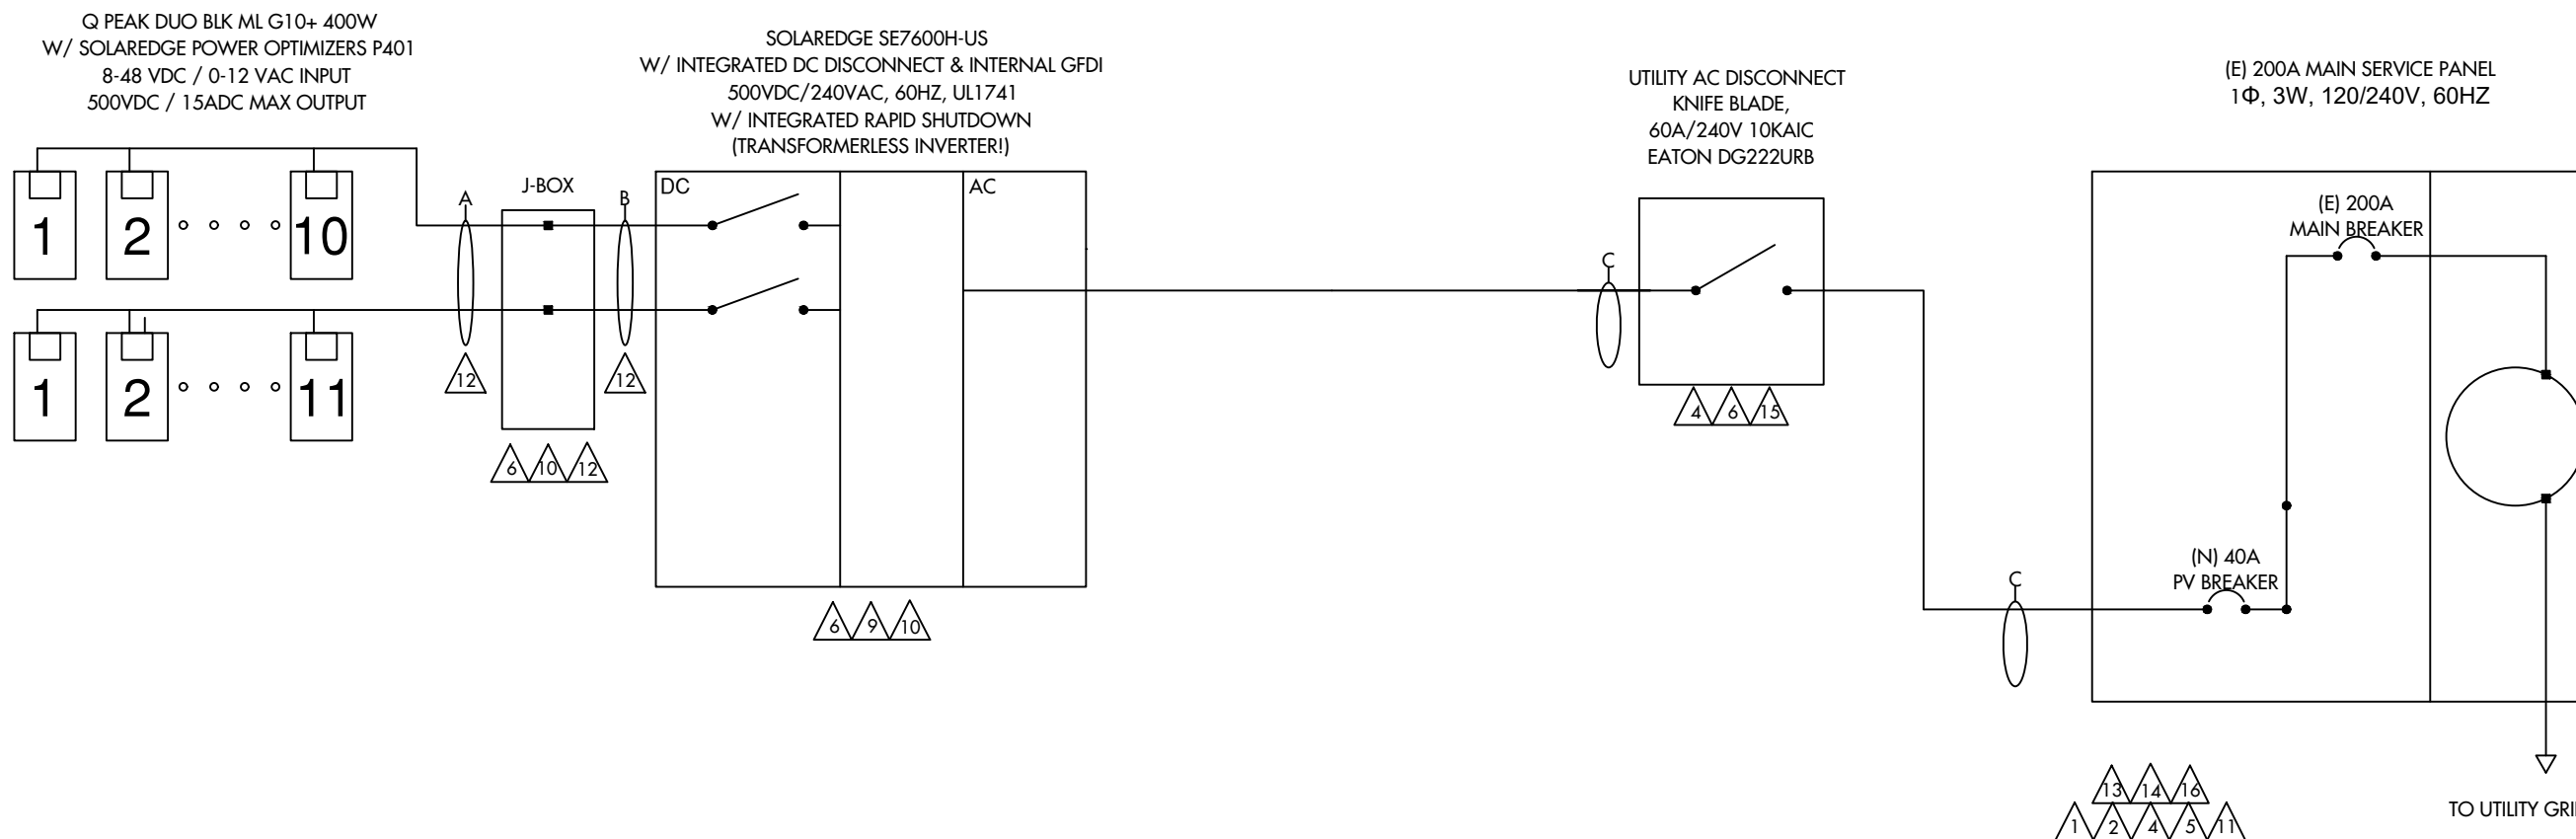 Q PEAK DUO BLK ML G10+ 400W
W/ SOLAREDGE POWER OPTIMIZERS P401
8-48 VDC / 0-12 VAC INPUT
500VDC / 15ADC MAX OUTPUT
SOLAREDGE SE7600H-US
W/ INTEGRATED DC DISCONNECT & INTERNAL GFDI
500VDC/240VAC, 60HZ, UL1741
W/ INTEGRATED RAPID SHUTDOWN
(TRANSFORMERLESS INVERTER!)
UTILITY AC DISCONNECT
KNIFE BLADE,
60A/240V 10KAIC
EATON DG222URB
(E) 200A MAIN SERVICE PANEL
1Φ, 3W, 120/240V, 60HZ
J-BOX
A
B
DC
AC
1
2
10
1
2
11
12
12
6
10
12
6
9
10
C
4
6
15
(E) 200A
MAIN BREAKER
(N) 40A
PV BREAKER
C
13
14
16
1
2
4
5
11
TO UTILITY